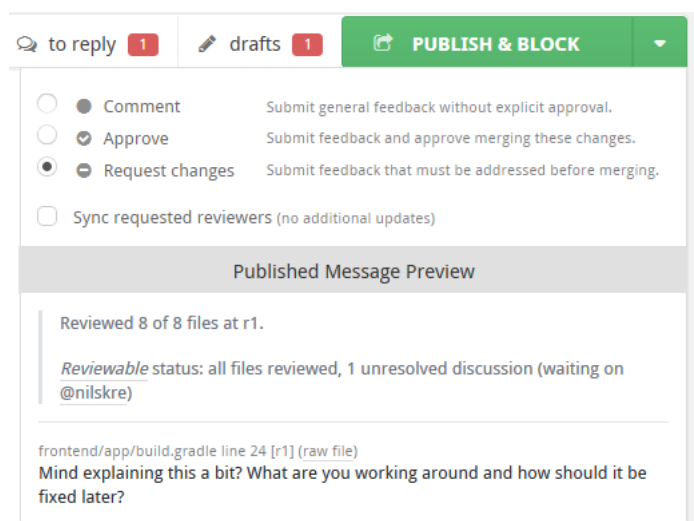 to reply 1 drafts 1 PUBLISH & BLOCK
Comment Submit general feedback without explicit approval.
Approve Submit feedback and approve merging these changes.
Request changes Submit feedback that must be addressed before merging.
Sync requested reviewers (no additional updates)
Published Message Preview
Reviewed 8 of 8 files at r1.
Reviewable status: all files reviewed, 1 unresolved discussion (waiting on
@nilskre)
frontend/app/build.gradle line 24 [r1] (raw file)
Mind explaining this a bit? What are you working around and how should it be
fixed later?